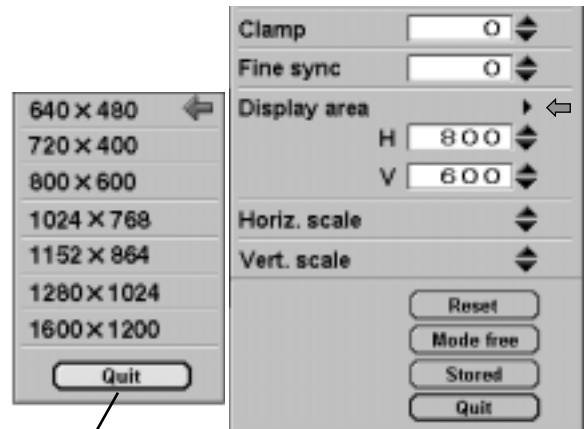 640 × 480
720 × 400
800 × 600
1024 × 768
1152 × 864
1280 × 1024
1600 × 1200
Quit
Clamp 0
Fine sync 0
Display area
H 800
V 600
Horiz. scale
Vert. scale
Reset
Mode free
Stored
Quit